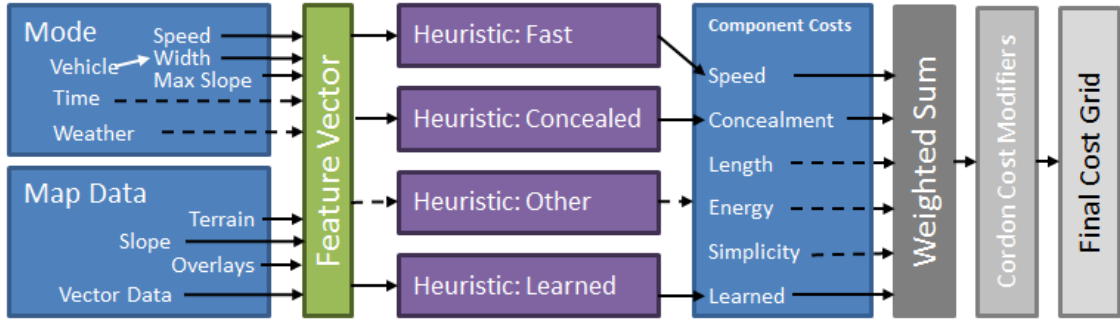 Mode
Speed
Vehicle
Width
Max Slope
Time
Weather
Map Data
Terrain
Slope
Overlays
Vector Data
Feature Vector
Heuristic: Fast
Heuristic: Concealed
Heuristic: Other
Heuristic: Learned
Component Costs
Speed
Concealment
Length
Energy
Simplicity
Learned
Weighted Sum
Cordon Cost Modifiers
Final Cost Grid